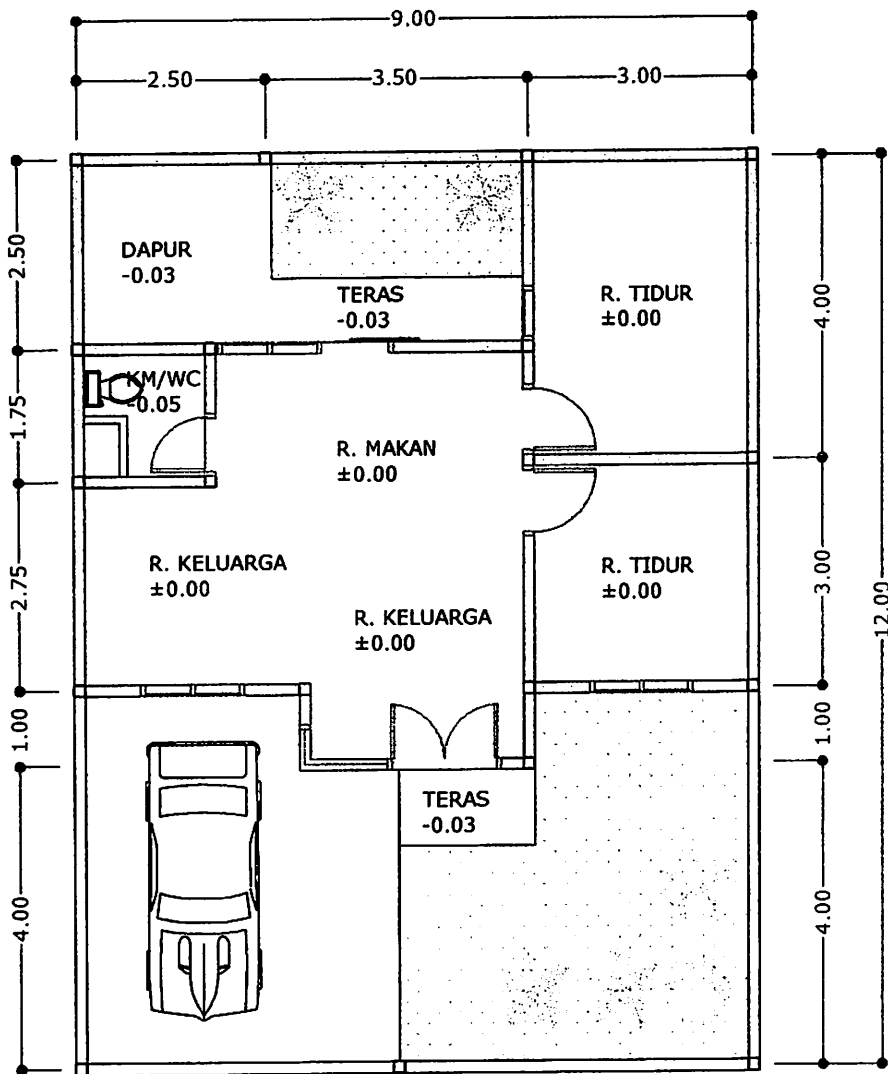 9.00
2.50
3.50
3.00
2.50
1.75
2.75
1.00
4.00
DAPUR
-0.03
TERAS
-0.03
R. TIDUR
±0.00
KM/WC
-0.05
R. MAKAN
±0.00
R. KELUARGA
±0.00
R. KELUARGA
±0.00
R. TIDUR
±0.00
TERAS
-0.03
4.00
3.00
1.00
4.00
12.00